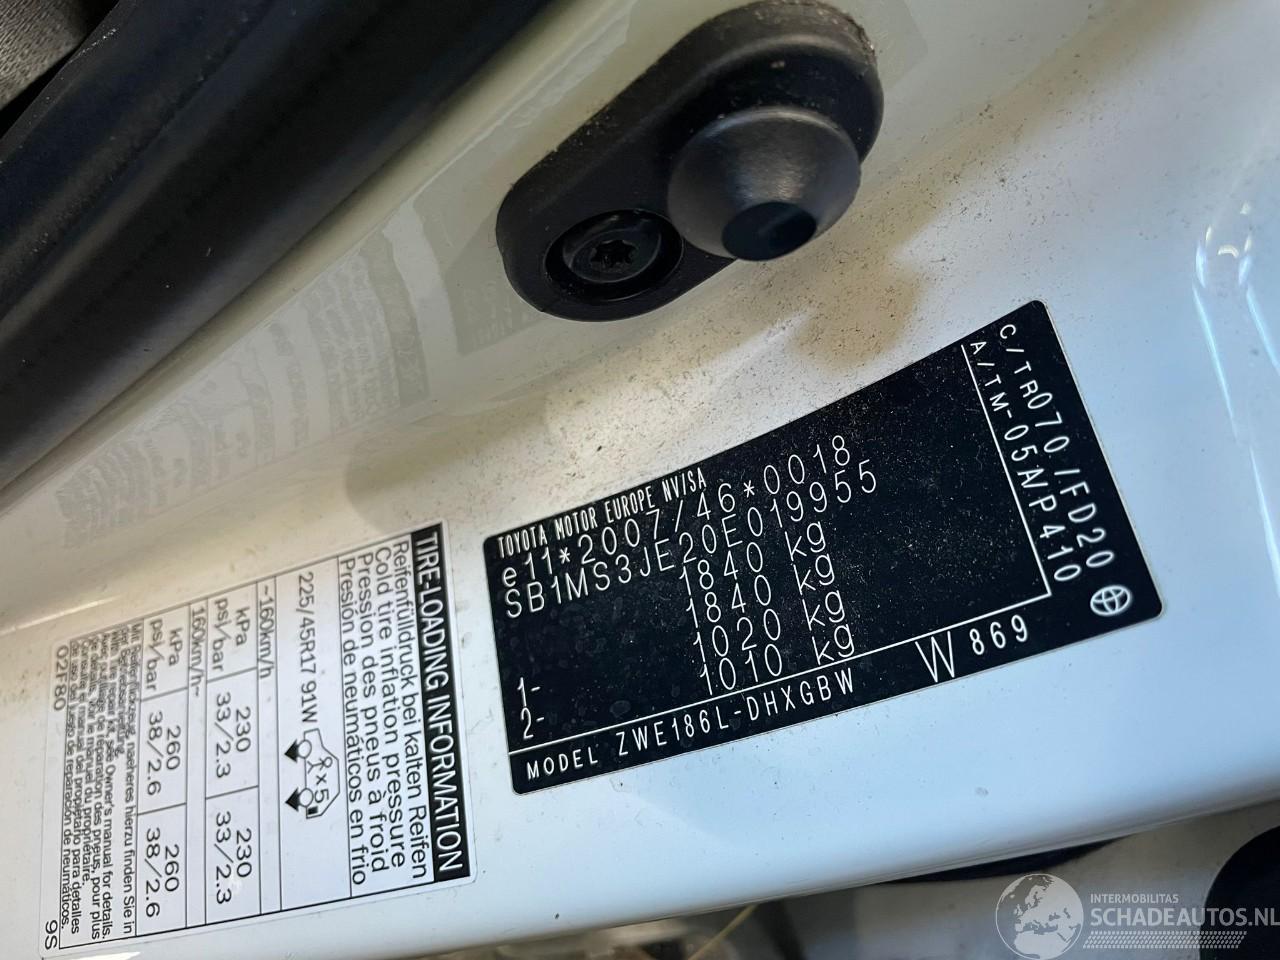 C/TR070/FD20
A/TM-05A/P410
TOYOTA MOTOR EUROPE NV/SA
e11*2007/46*0018
SB1MS3JE20E019955
1840 kg
1840 kg
1- 1020 kg
2- 1010 kg
MODEL ZWE186L-DHXGBW
W 869
TIRE-LOADING INFORMATION
Reifenfülldruck bei kalten Reifen
Cold tire inflation pressure
Pression des pneus à froid
Presión de neumáticos en frio
225/45R17 91W
x5
~160km/h
kPa 230 230
psi/bar 33/2.3 33/2.3
160km/h~
kPa 260 260
psi/bar 38/2.6 38/2.6
02F80
9S
INTERMOBILITAS
SCHADEAUTOS.NL